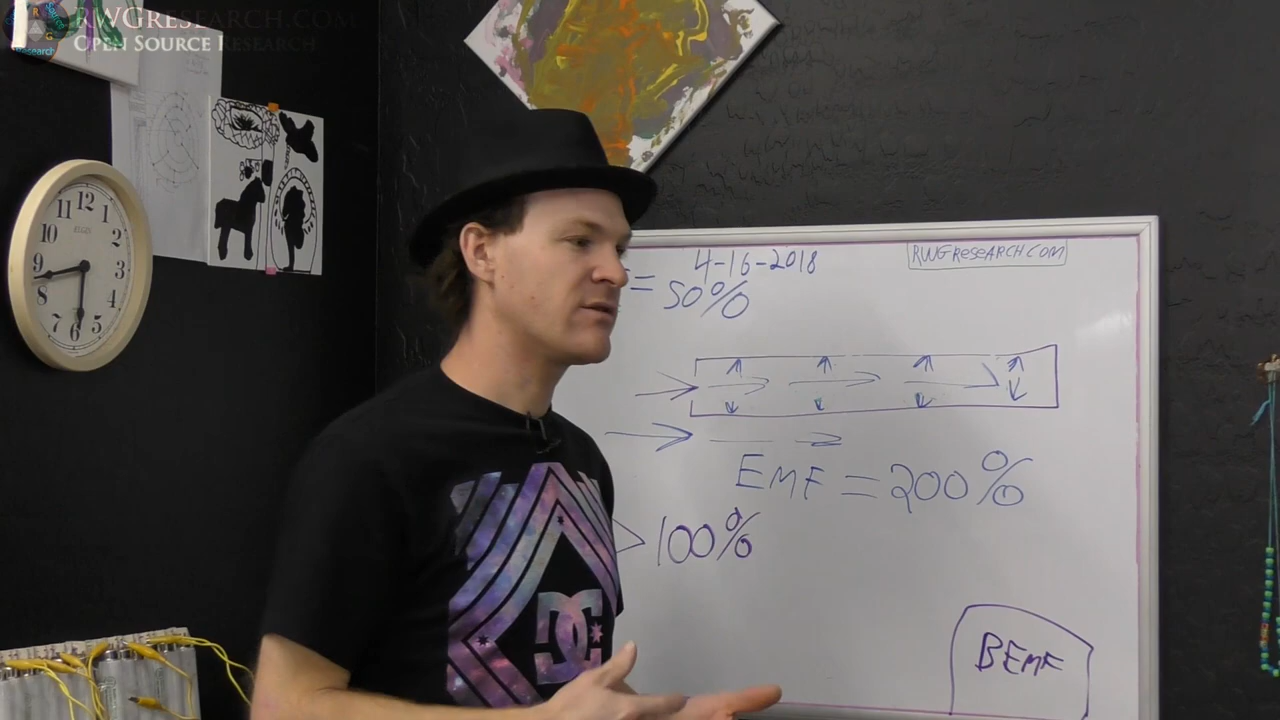 RWGResearch.com
Open Source Research
Research
11 12 1
10 2
9 3
8 4
7 6 5
ELGIN
4-16-2018
RWGResearch.com
= 50%
EMF = 200%
> 100%
BEMF
DC